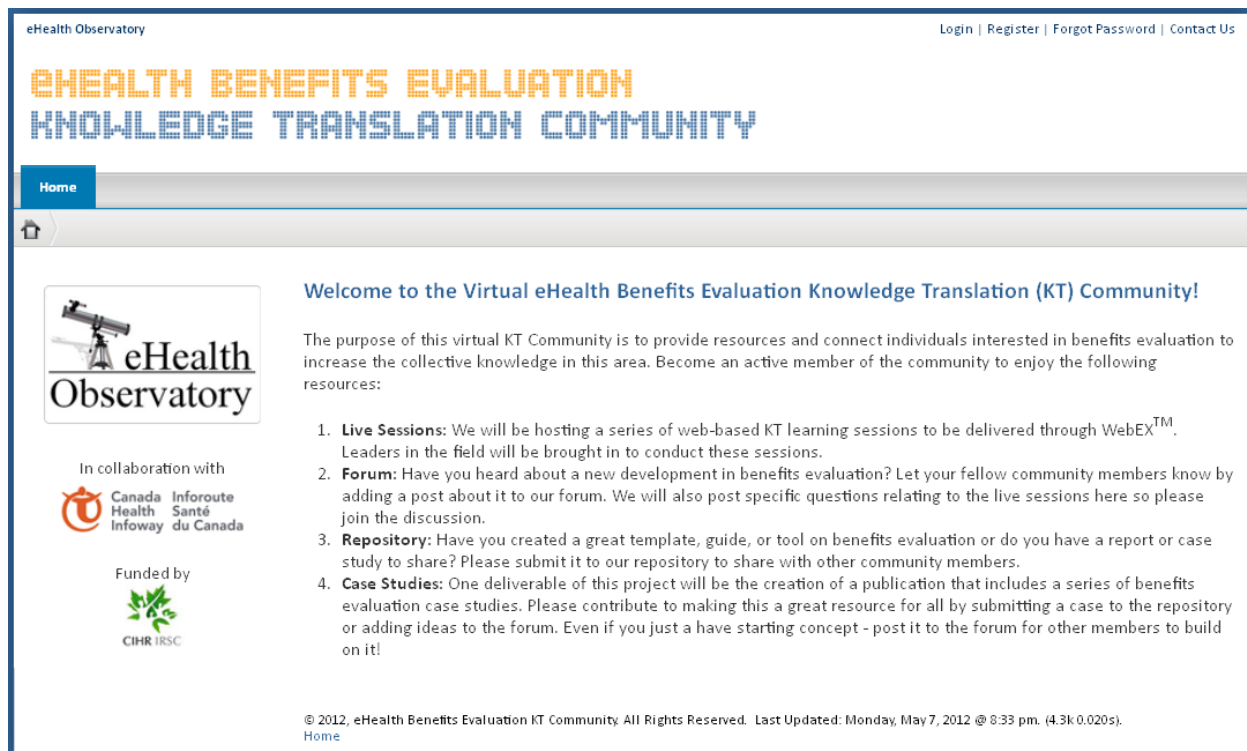 eHealth Observatory
Login | Register | Forgot Password | Contact Us
eHEALTH BENEFITS EVALUATION
KNOWLEDGE TRANSLATION COMMUNITY
Home
eHealth
Observatory
In collaboration with
Canada Inforoute
Health Santé
Infoway du Canada
Funded by
CIHR IRSC
Welcome to the Virtual eHealth Benefits Evaluation Knowledge Translation (KT) Community!
The purpose of this virtual KT Community is to provide resources and connect individuals interested in benefits evaluation to
increase the collective knowledge in this area. Become an active member of the community to enjoy the following
resources:
1. Live Sessions: We will be hosting a series of web-based KT learning sessions to be delivered through WebEX™.
Leaders in the field will be brought in to conduct these sessions.
2. Forum: Have you heard about a new development in benefits evaluation? Let your fellow community members know by
adding a post about it to our forum. We will also post specific questions relating to the live sessions here so please
join the discussion.
3. Repository: Have you created a great template, guide, or tool on benefits evaluation or do you have a report or case
study to share? Please submit it to our repository to share with other community members.
4. Case Studies: One deliverable of this project will be the creation of a publication that includes a series of benefits
evaluation case studies. Please contribute to making this a great resource for all by submitting a case to the repository
or adding ideas to the forum. Even if you just a have starting concept - post it to the forum for other members to build
on it!
© 2012, eHealth Benefits Evaluation KT Community. All Rights Reserved. Last Updated: Monday, May 7, 2012 @ 8:33 pm. (4.3k 0.020s).
Home